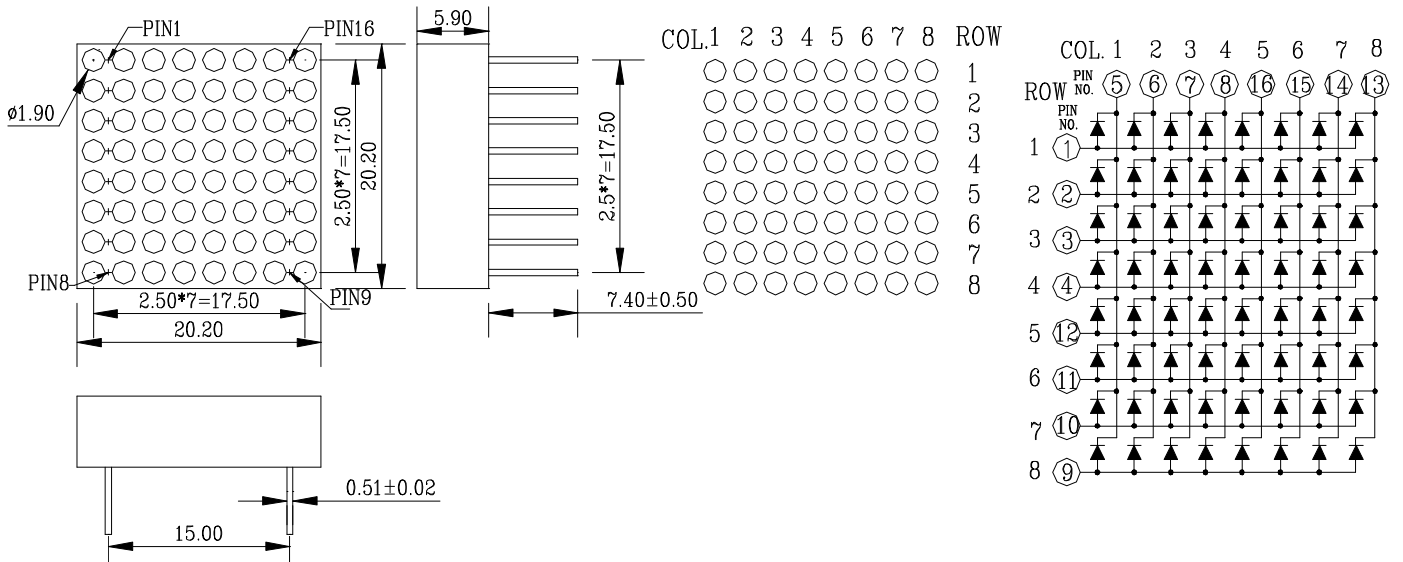 PIN1
PIN16
ø1.90
2.50*7=17.50
20.20
PIN8
PIN9
2.50*7=17.50
20.20
5.90
2.5*7=17.50
7.40±0.50
0.51±0.02
15.00
COL.1 2 3 4 5 6 7 8 ROW
1
2
3
4
5
6
7
8
COL. 1 2 3 4 5 6 7 8
ROW PIN NO. 5 6 7 8 16 15 14 13
PIN NO.
1 1
2 2
3 3
4 4
5 12
6 11
7 10
8 9